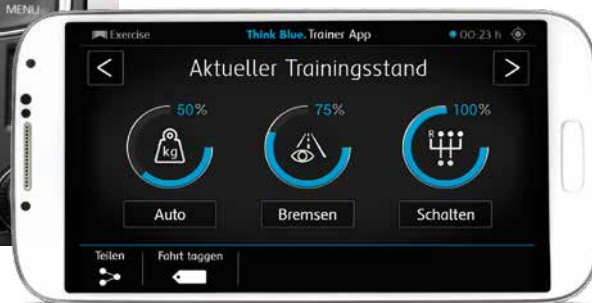 MENU
Exercise
Think Blue. Trainer App
00:23 h
<
Aktueller Trainingsstand
>
50%
75%
100%
kg
R
Auto
Bremsen
Schalten
Teilen
Fahrt taggen